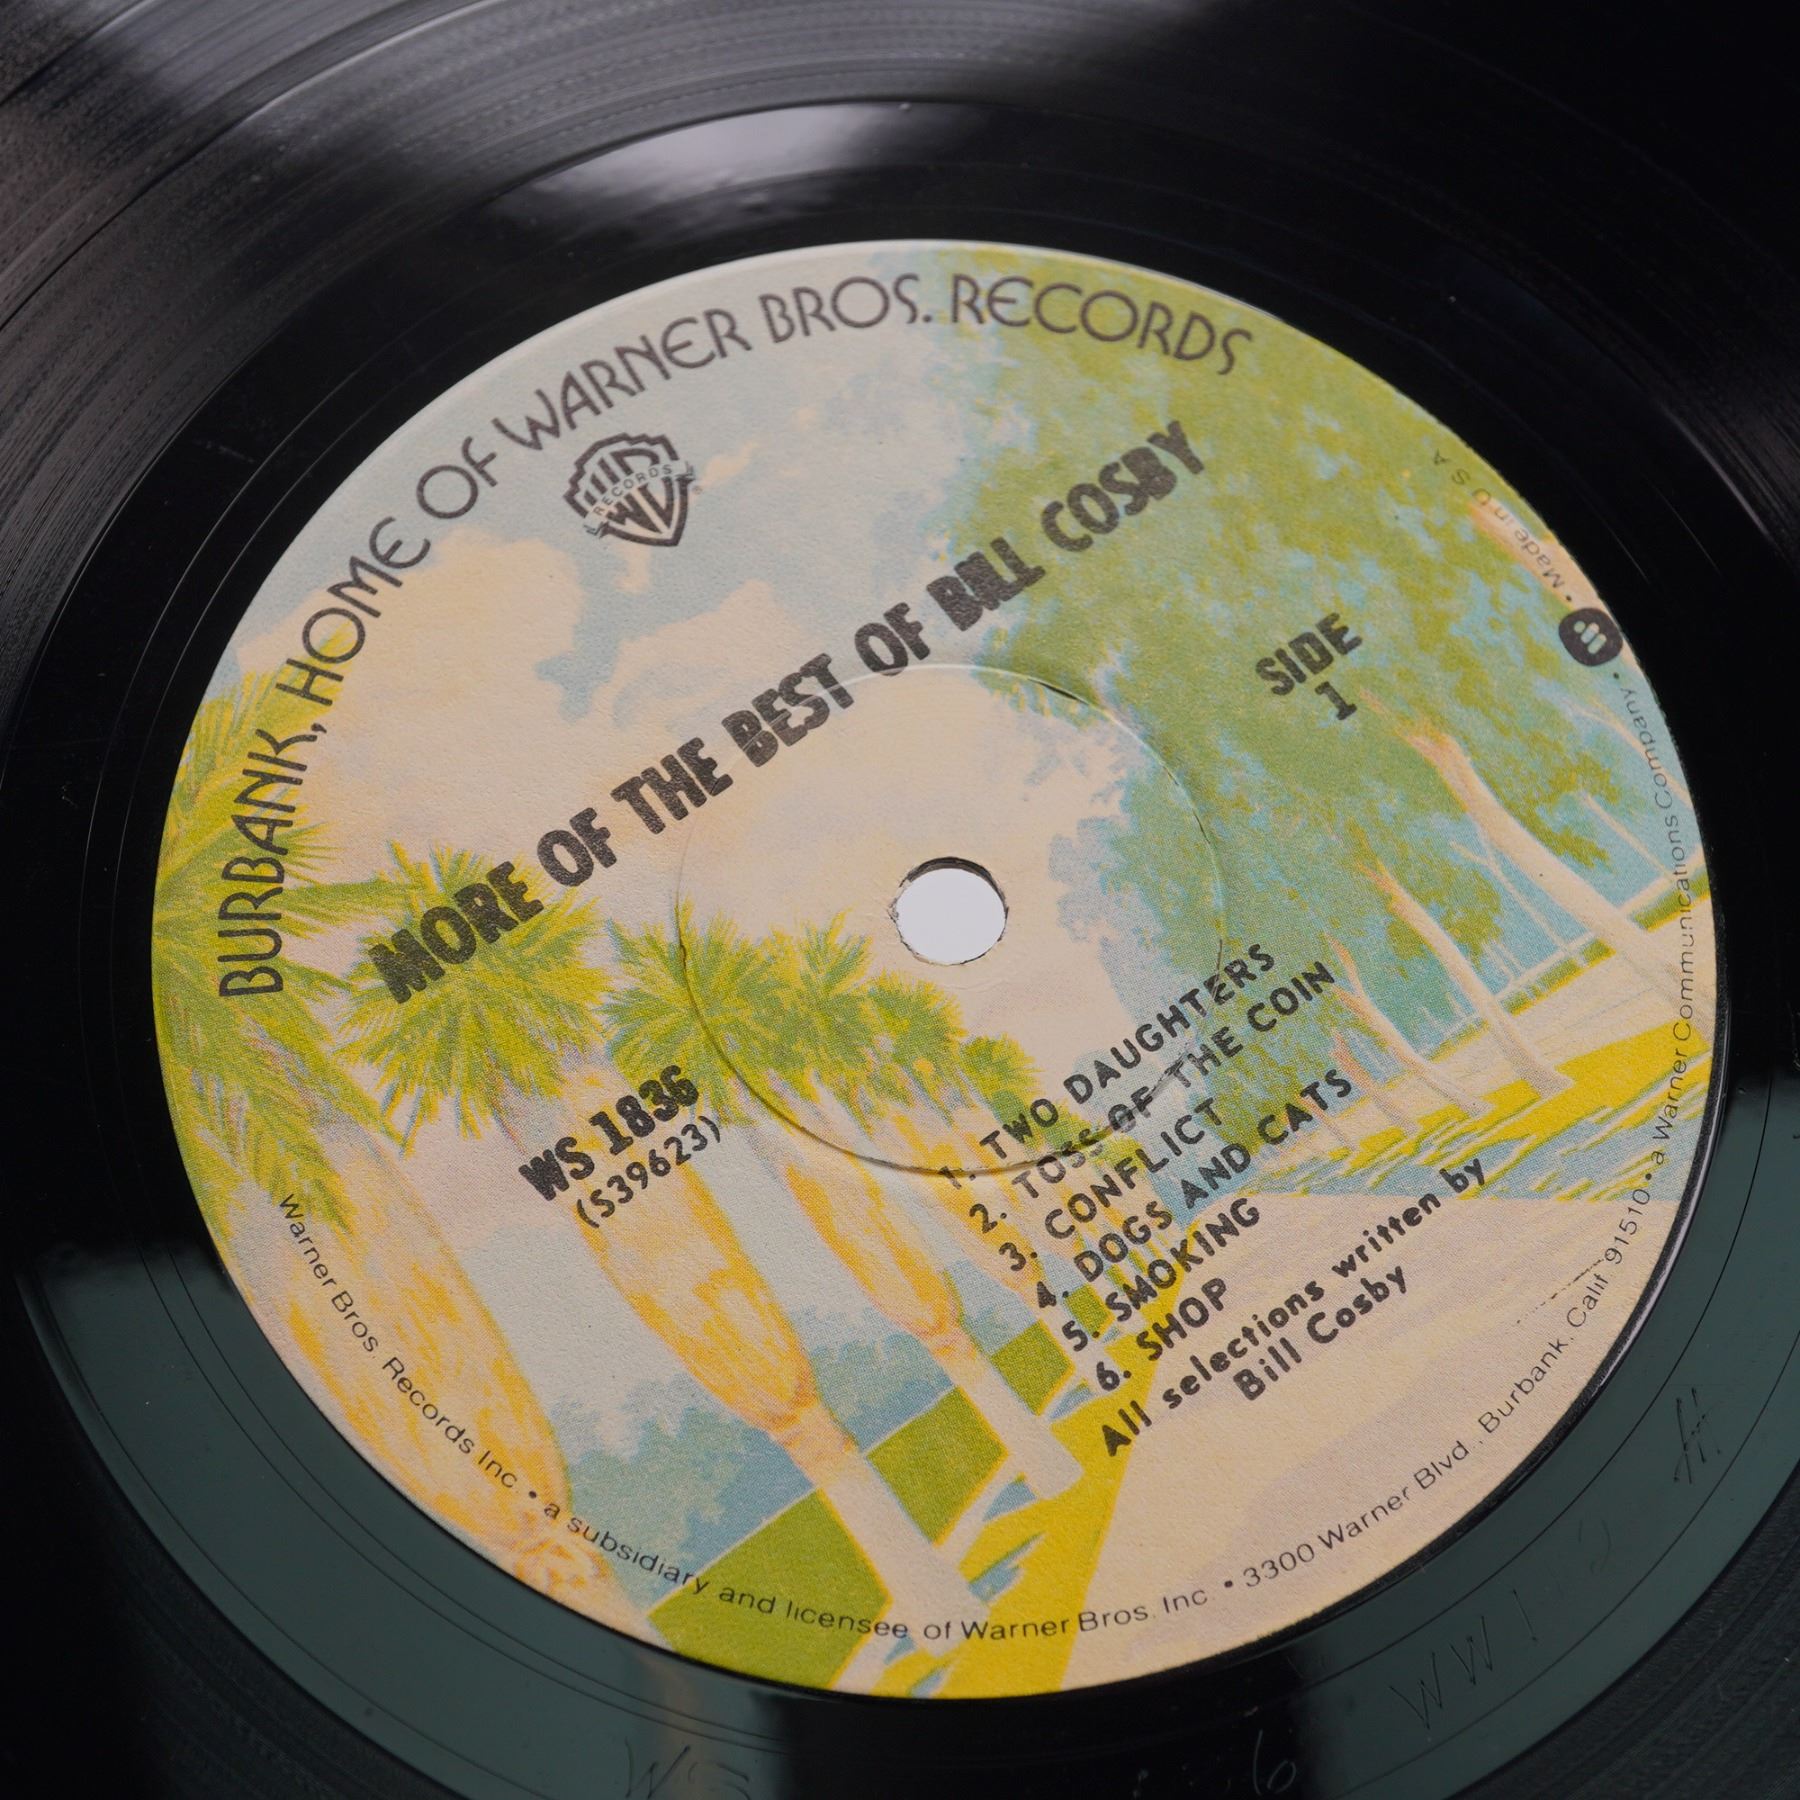 BURBANK, HOME OF WARNER BROS. RECORDS
RECORDS
MORE OF THE BEST OF BILL COSBY
SIDE
1
WS 1836
(S39623)
1. TWO DAUGHTERS
2. TOSS OF THE COIN
3. CONFLICT
4. DOGS AND CATS
5. SMOKING
6. SHOP
All selections written by
Bill Cosby
Warner Bros. Records Inc. • a subsidiary and licensee of Warner Bros. Inc • 3300 Warner Blvd., Burbank, Calif. 91510 • a Warner Communications Company • • Made in U S A